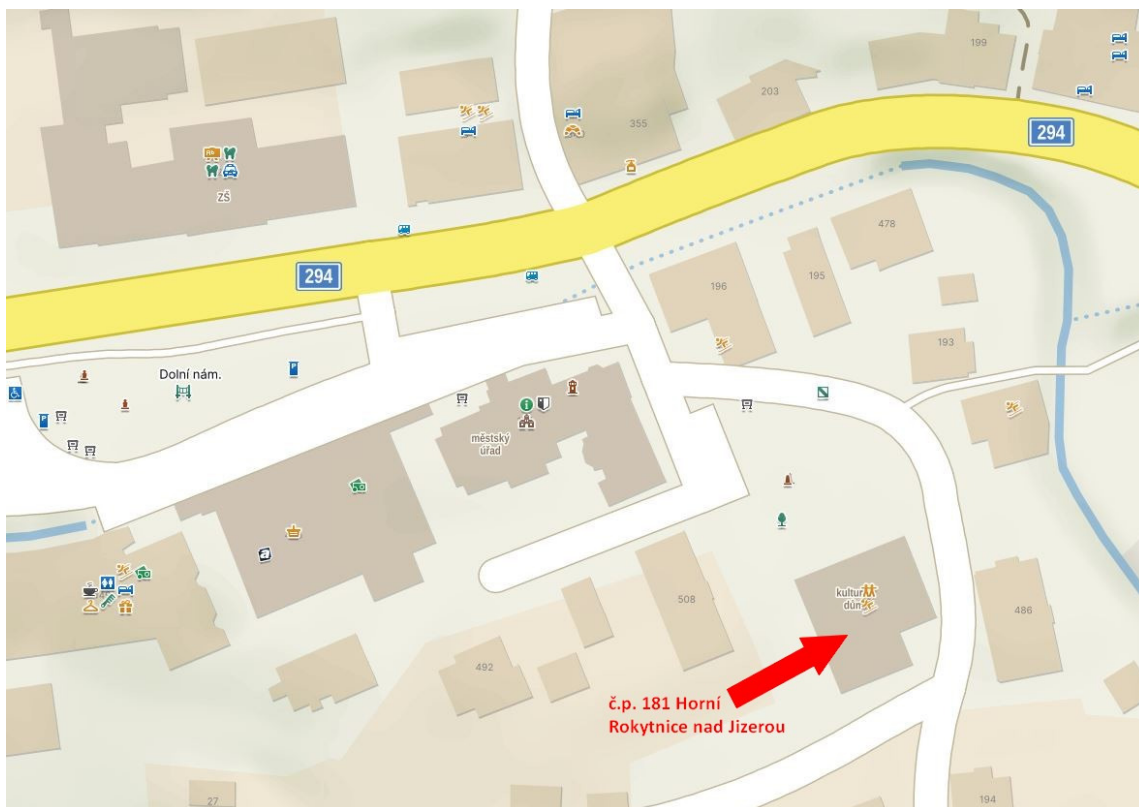 199
294
203
355
ZŠ
478
294
195
196
193
Dolní nám.
městský
úřad
508
kultur
dům
486
492
č.p. 181 Horní
Rokytnice nad Jizerou
27
194